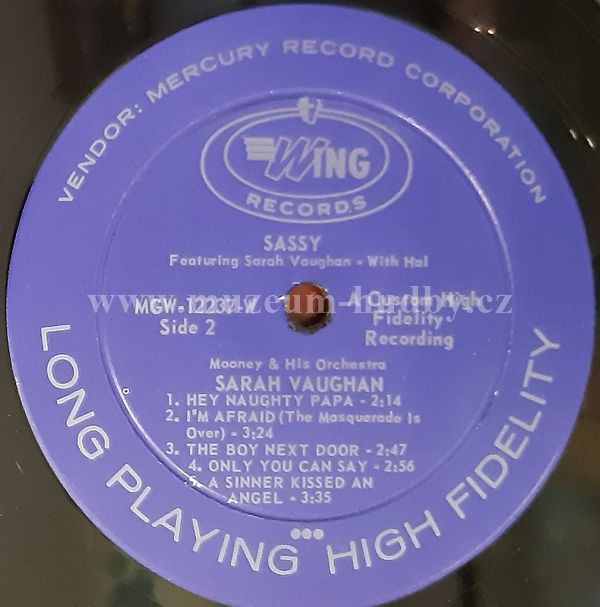 VENDOR: MERCURY RECORD CORPORATION
WING
RECORDS
SASSY
Featuring Sarah Vaughan - With Hal
MGW-12237-W
Side 2
A Custom High
Fidelity
Recording
www.muzeum-hudby.cz
Mooney & His Orchestra
SARAH VAUGHAN
1. HEY NAUGHTY PAPA - 2:14
2. I'M AFRAID (The Masquerade Is
Over) - 3:24
3. THE BOY NEXT DOOR - 2:47
4. ONLY YOU CAN SAY - 2:56
5. A SINNER KISSED AN
ANGEL - 3:35
LONG PLAYING HIGH FIDELITY